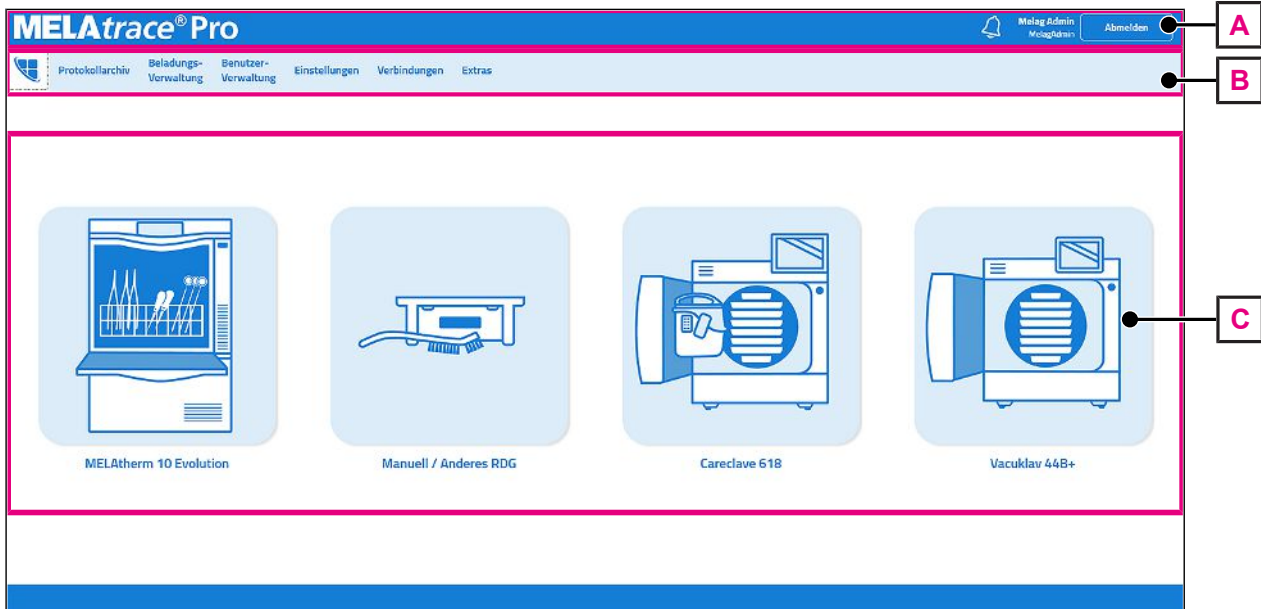 MELAtrace® Pro
Melag Admin
MelagAdmin
Abmelden
A
Protokollarchiv
Beladungs-
Verwaltung
Benutzer-
Verwaltung
Einstellungen
Verbindungen
Extras
B
C
MELAtherm 10 Evolution
Manuell / Anderes RDG
Careclave 618
Vacuklav 44B+